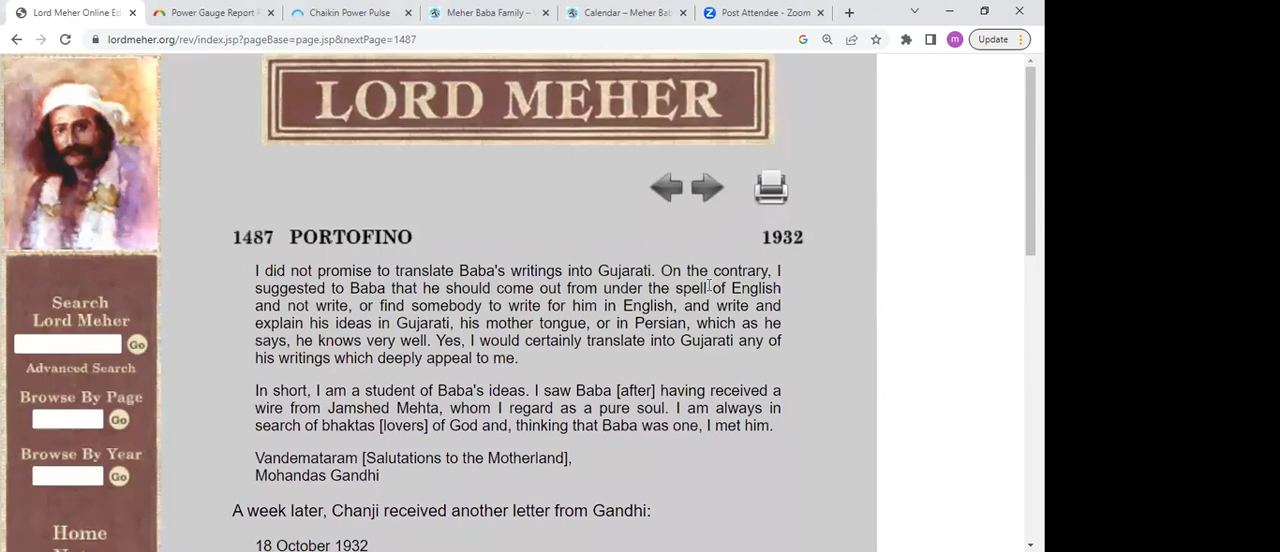 Lord Meher Online Ed
Power Gauge Report
Chaikin Power Pulse
Meher Baba Family –
Calendar – Meher Bab
Post Attendee - Zoom
lordmeher.org/rev/index.jsp?pageBase=page.jsp&nextPage=1487
m
Update
LORD MEHER
1487 PORTOFINO 1932
I did not promise to translate Baba's writings into Gujarati. On the contrary, I
suggested to Baba that he should come out from under the spell of English
and not write, or find somebody to write for him in English, and write and
explain his ideas in Gujarati, his mother tongue, or in Persian, which as he
says, he knows very well. Yes, I would certainly translate into Gujarati any of
his writings which deeply appeal to me.
In short, I am a student of Baba's ideas. I saw Baba [after] having received a
wire from Jamshed Mehta, whom I regard as a pure soul. I am always in
search of bhaktas [lovers] of God and, thinking that Baba was one, I met him.
Vandemataram [Salutations to the Motherland],
Mohandas Gandhi
A week later, Chanji received another letter from Gandhi:
18 October 1932
Search
Lord Meher
Go
Advanced Search
Browse By Page
Go
Browse By Year
Go
Home